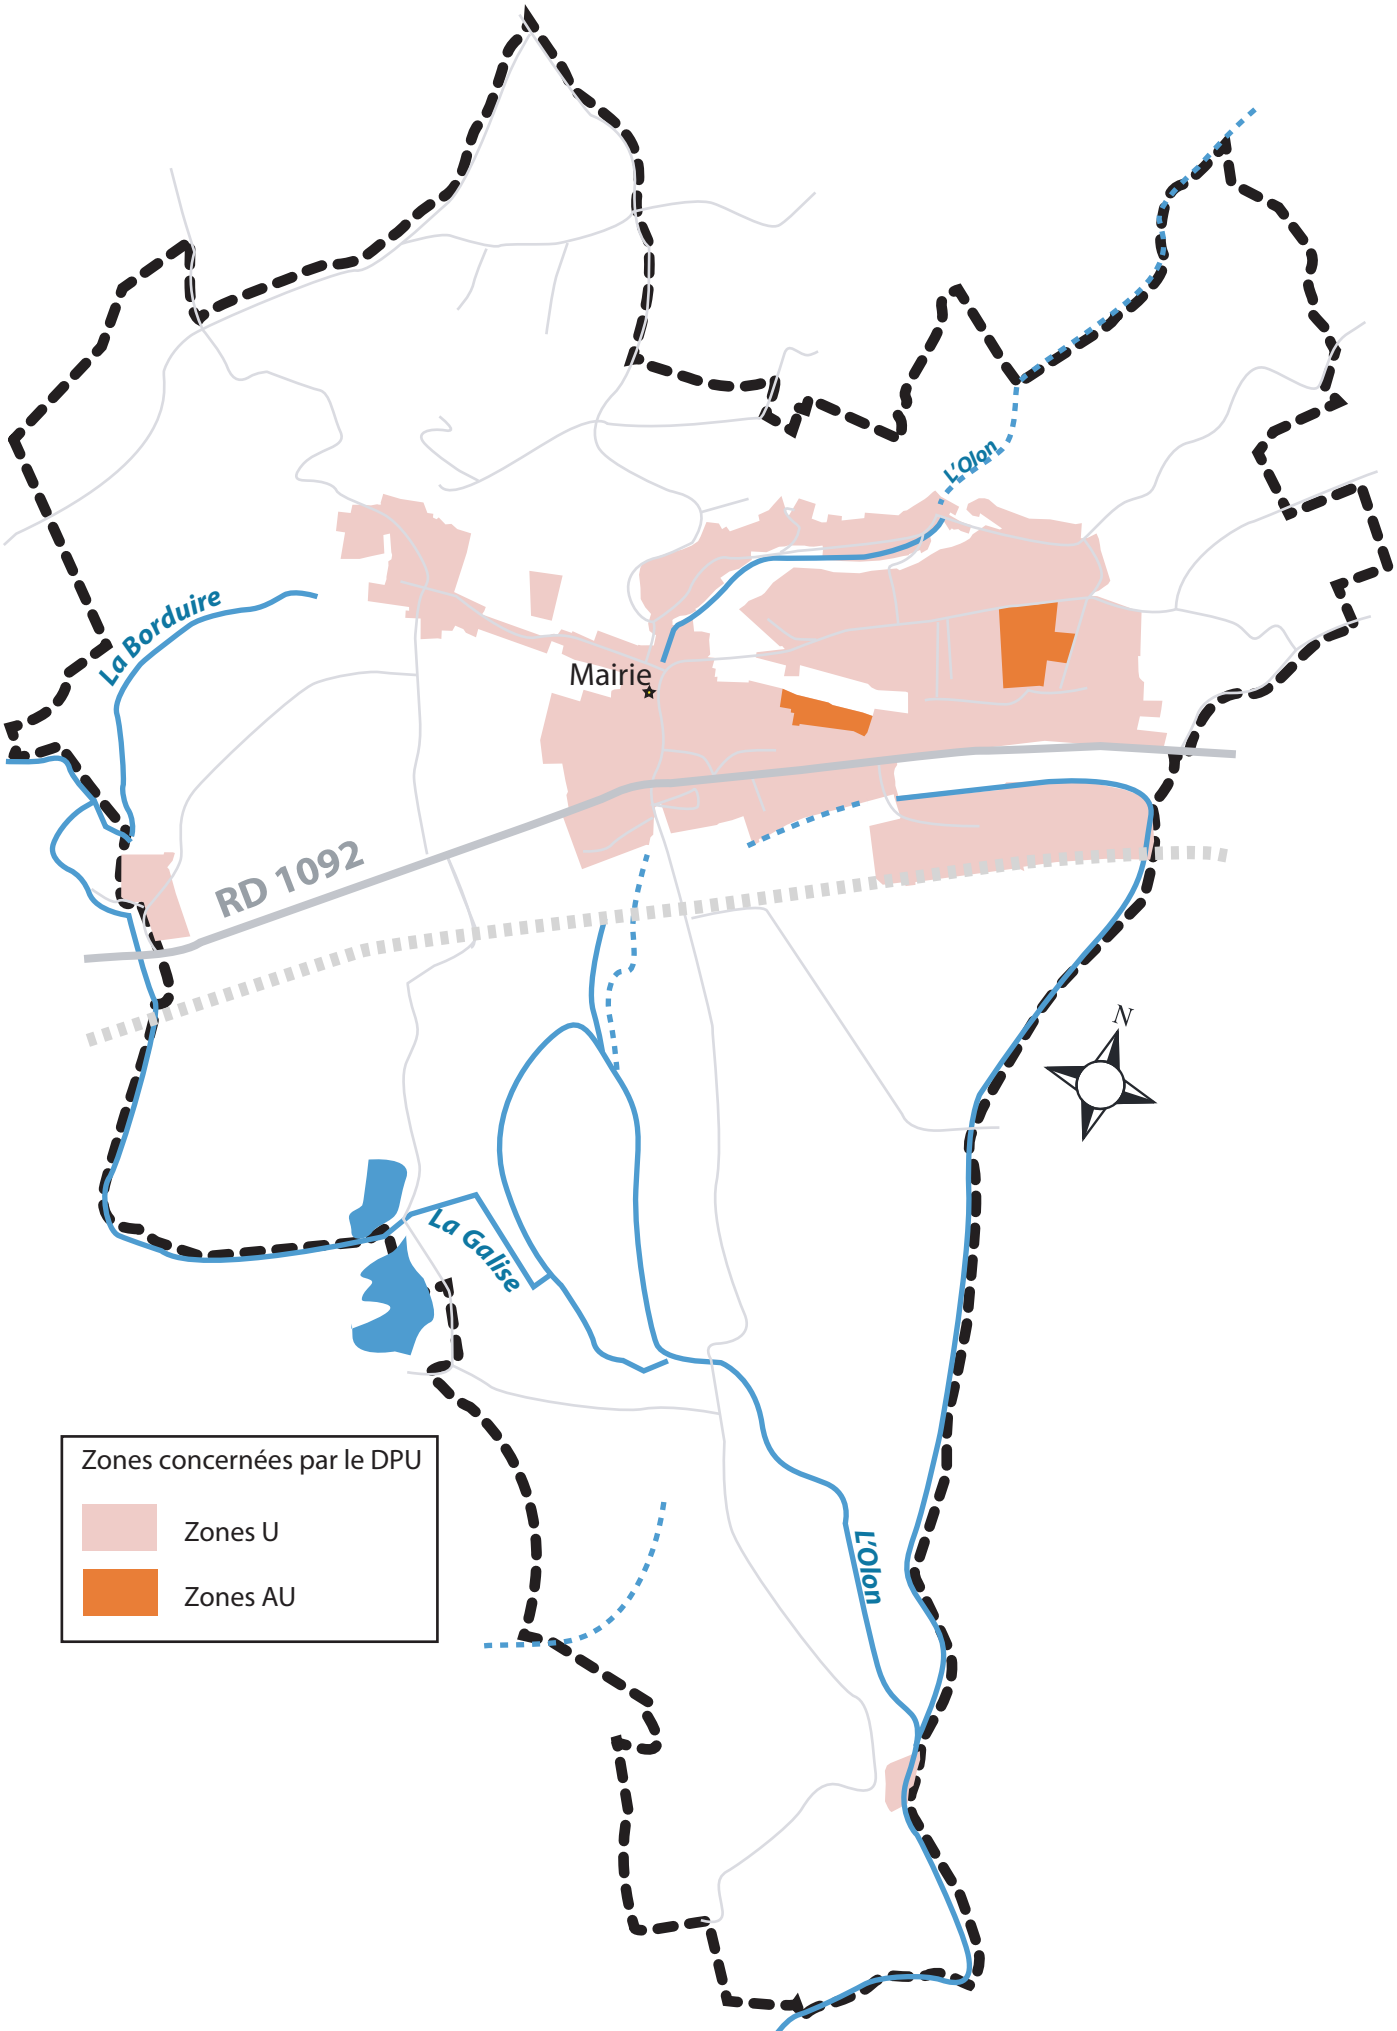 L'Olon
La Borduire
Mairie
RD 1092
N
La Galise
Zones concernées par le DPU
Zones U
Zones AU
L'Olon